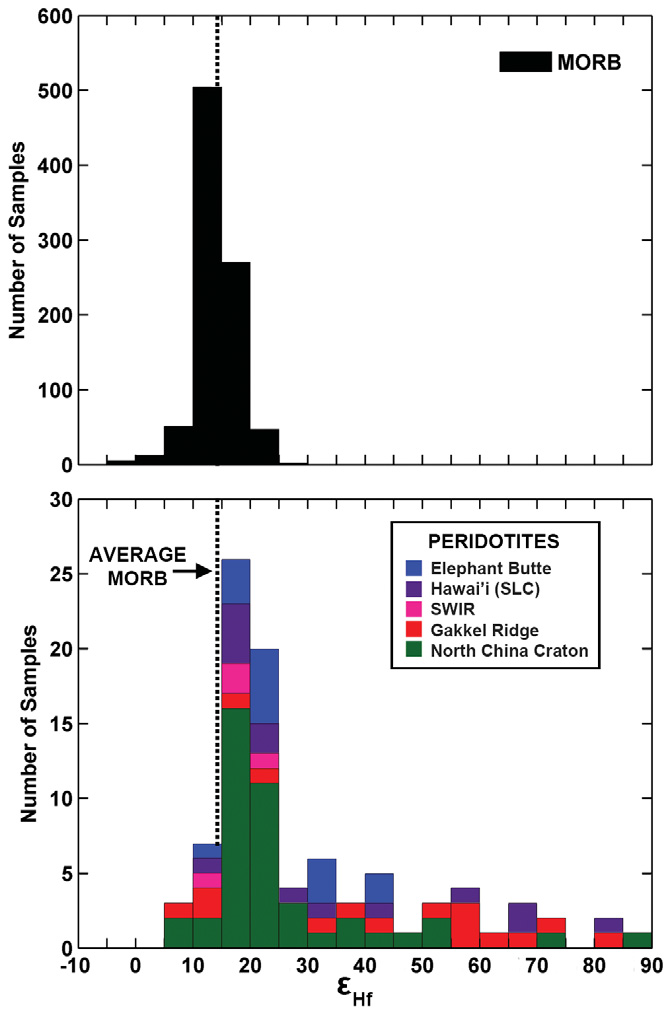 600
500
400
300
200
100
0
Number of Samples
MORB
30
25
20
15
10
5
0
Number of Samples
AVERAGE
MORB
PERIDOTITES
Elephant Butte
Hawai'i (SLC)
SWIR
Gakkel Ridge
North China Craton
-10 0 10 20 30 40 50 60 70 80 90
εHf